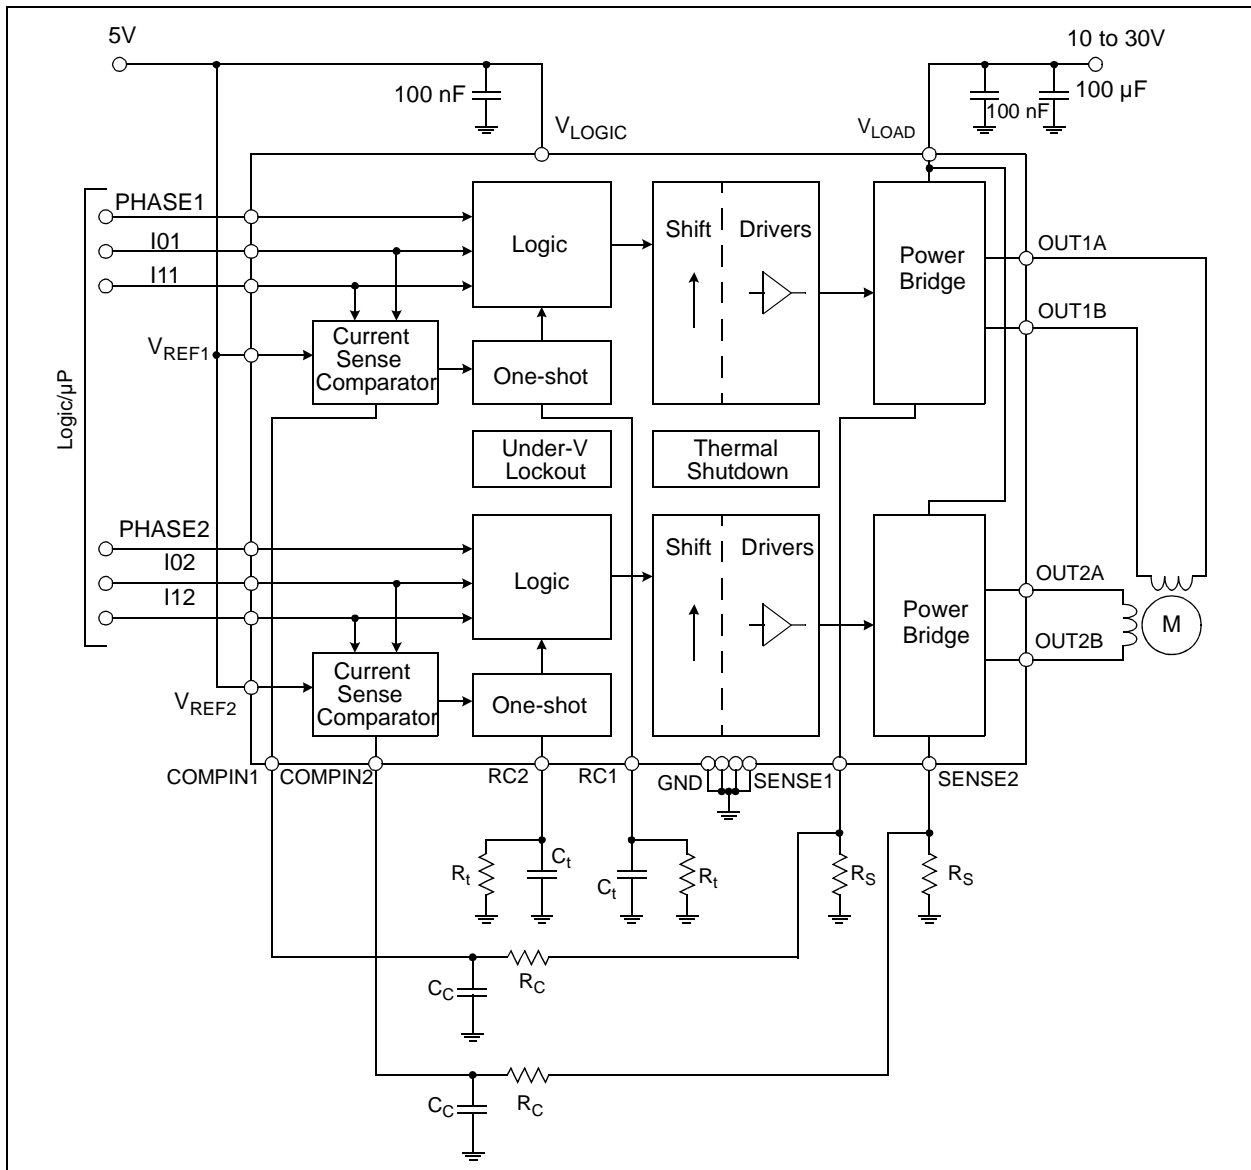 5V
10 to 30V
100 nF
100 nF
100 µF
VLOGIC
VLOAD
PHASE1
I01
I11
VREF1
Logic/µP
Logic
Shift
Drivers
Power
Bridge
OUT1A
OUT1B
Current
Sense
Comparator
One-shot
Under-V
Lockout
Thermal
Shutdown
PHASE2
I02
I12
VREF2
Logic
Shift
Drivers
Power
Bridge
OUT2A
OUT2B
M
Current
Sense
Comparator
One-shot
COMPIN1
COMPIN2
RC2
RC1
GND
SENSE1
SENSE2
Rt
Ct
Ct
Rt
RS
RS
CC
RC
CC
RC